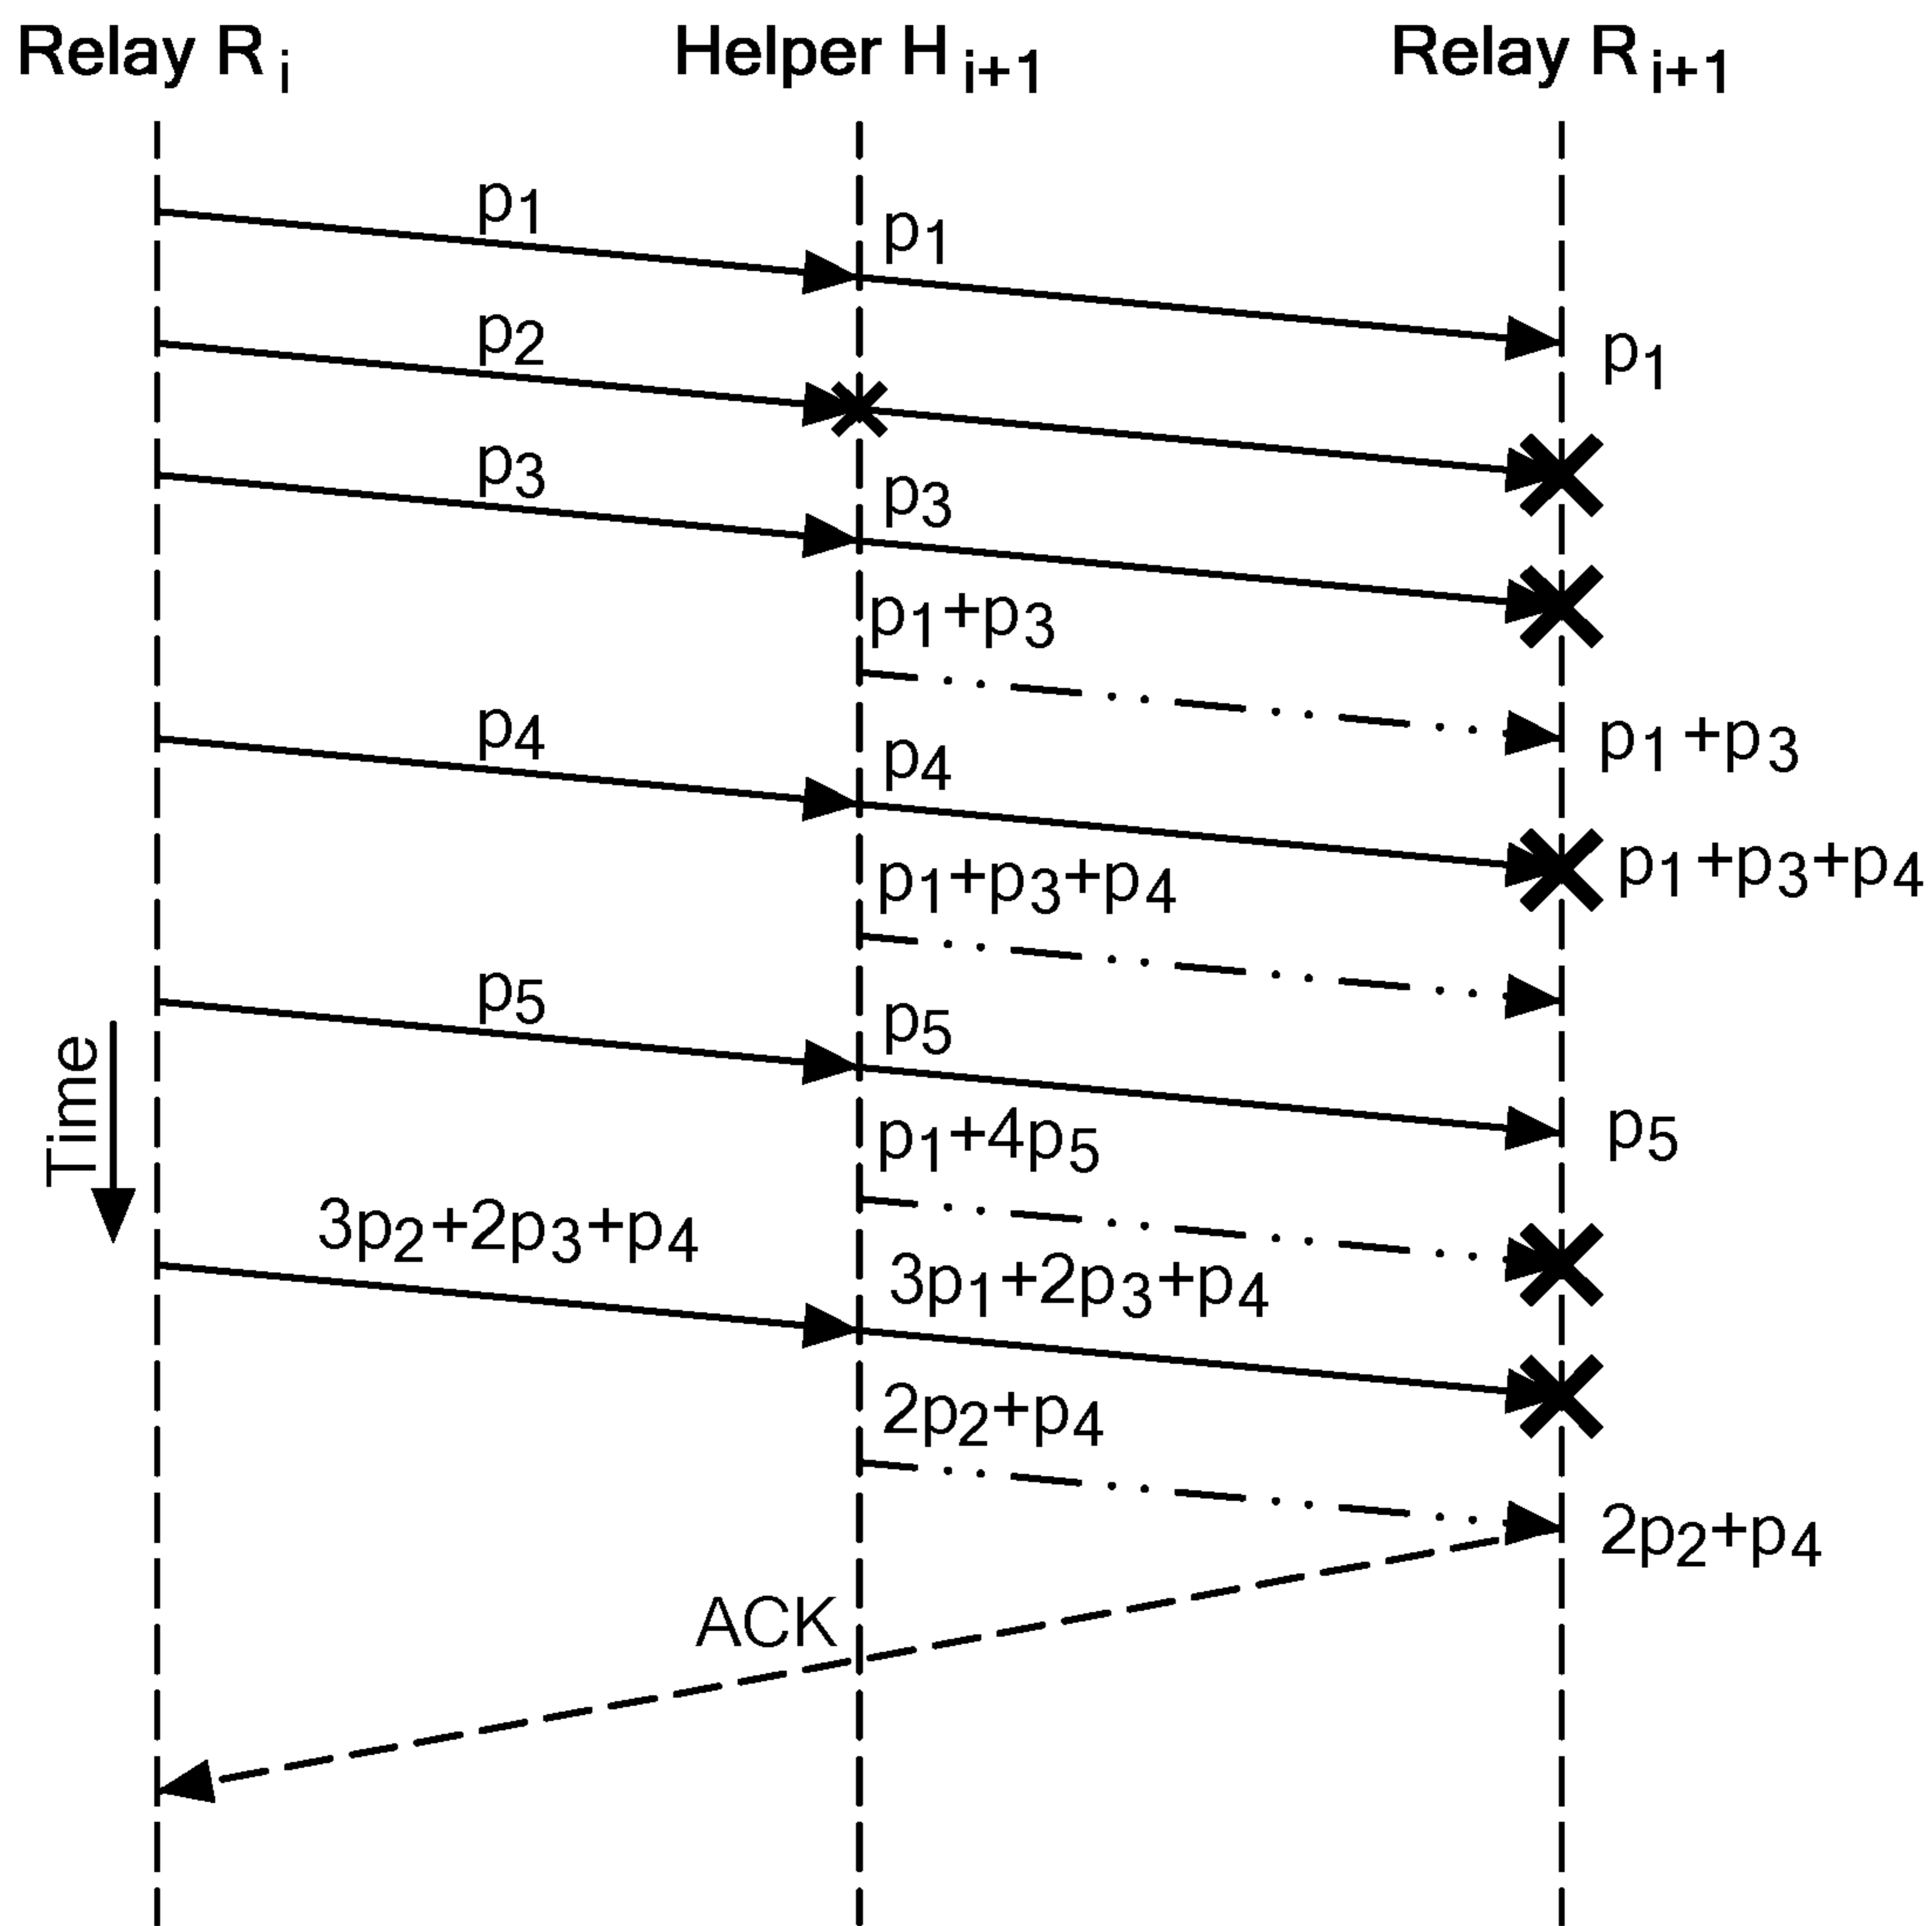 Relay R i
Helper H i+1
Relay R i+1
p1
p1
p1
p2
p3
p3
p1+p3
p1+p3
p4
p4
p1+p3+p4
p1+p3+p4
p5
p5
p5
Time
p1+4p5
3p2+2p3+p4
3p1+2p3+p4
2p2+p4
2p2+p4
ACK